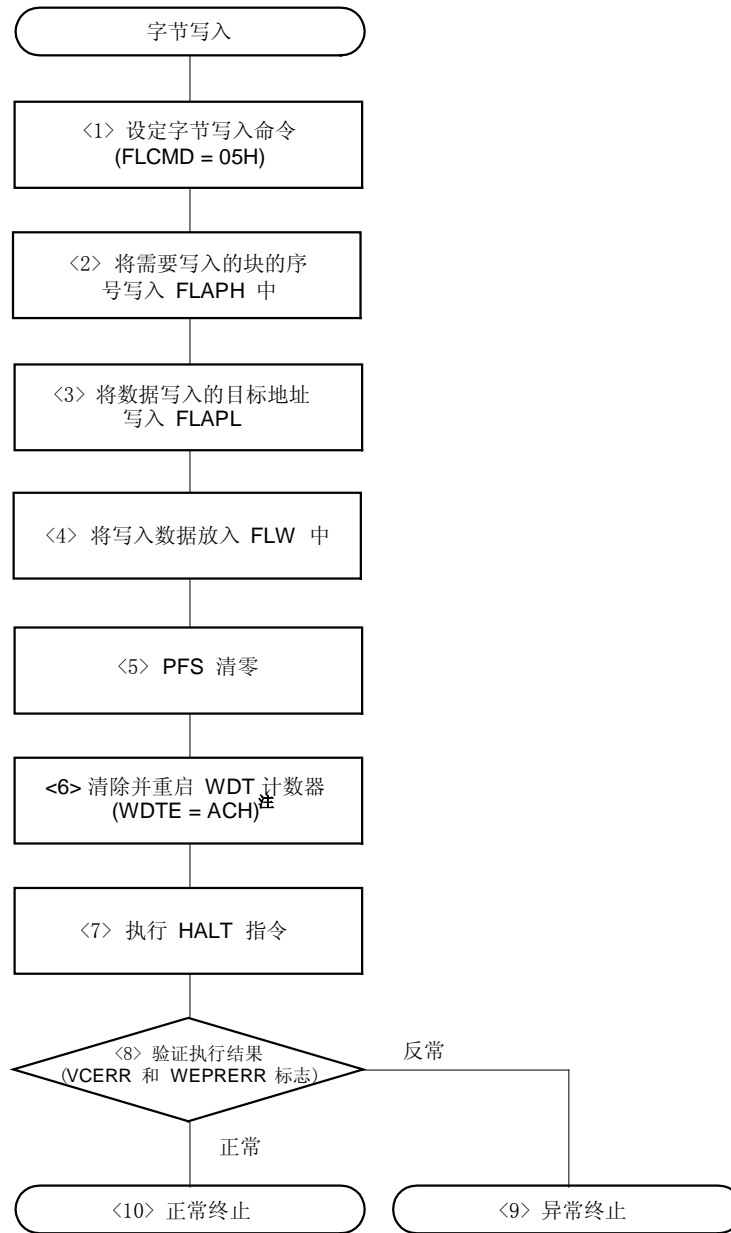 字节写入
<1> 设定字节写入命令
(FLCMD = 05H)
<2> 将需要写入的块的序
号写入 FLAPH 中
<3> 将数据写入的目标地址
写入 FLAPL
<4> 将写入数据放入 FLW 中
<5> PFS 清零
<6> 清除并重启 WDT 计数器
(WDTE = ACH)注
<7> 执行 HALT 指令
<8> 验证执行结果
(VCERR 和 WEPRERR 标志)
反常
正常
<10> 正常终止
<9> 异常终止